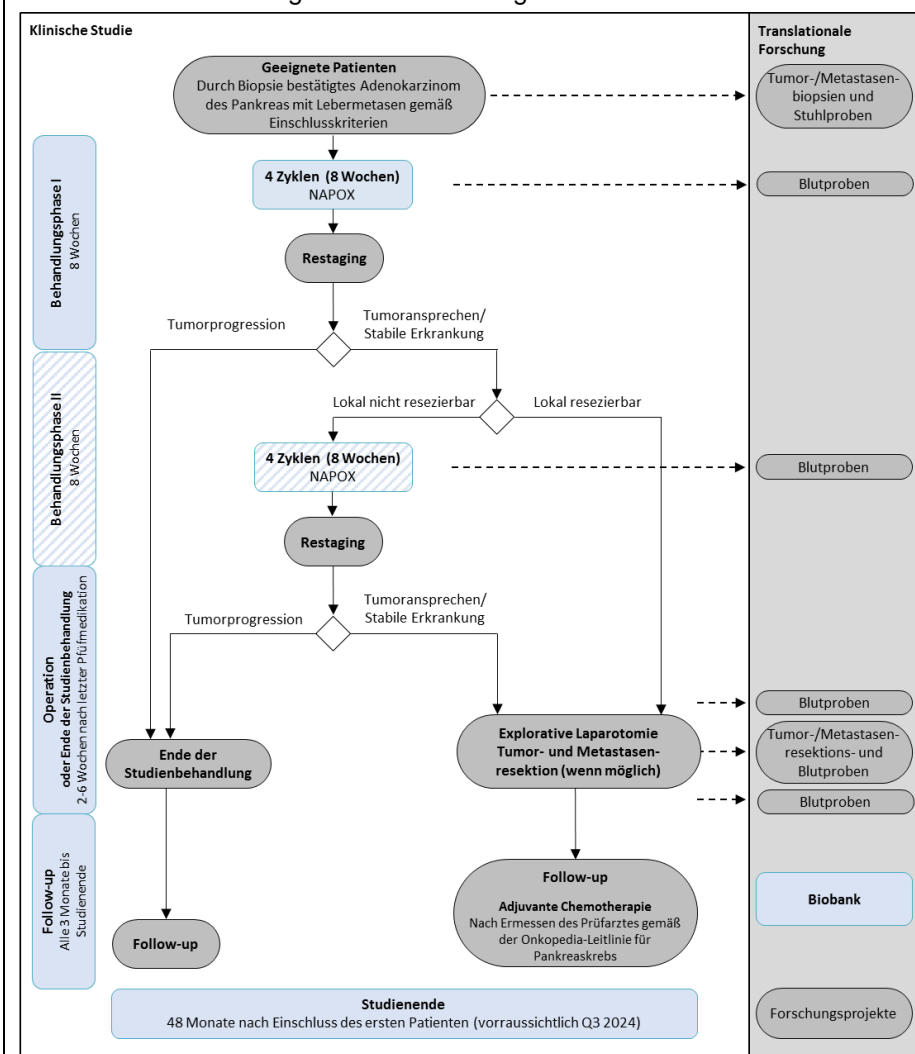 Klinische Studie
Translationale
Forschung
Geeignete Patienten
Durch Biopsie bestätigtes Adenokarzinom
des Pankreas mit Lebermetasen gemäß
Einschlusskriterien
Tumor-/Metastasen-
biopsien und
Stuhlproben
Behandlungsphase I
8 Wochen
4 Zyklen (8 Wochen)
NAPOX
Blutproben
Restaging
Tumorprogression
Tumoransprechen/
Stabile Erkrankung
Behandlungsphase II
8 Wochen
Lokal nicht resezierbar
Lokal resezierbar
4 Zyklen (8 Wochen)
NAPOX
Blutproben
Restaging
Operation
oder Ende der Studienbehandlung
2-6 Wochen nach letzter Pfüfmedikation
Tumorprogression
Tumoransprechen/
Stabile Erkrankung
Ende der
Studienbehandlung
Explorative Laparotomie
Tumor- und Metastasen-
resektion (wenn möglich)
Blutproben
Tumor-/Metastasen-
resektions- und
Blutproben
Blutproben
Follow-up
Alle 3 Monate bis
Studienende
Follow-up
Follow-up
Adjuvante Chemotherapie
Nach Ermessen des Prüfarztes gemäß
der Onkopedia-Leitlinie für
Pankreaskrebs
Biobank
Studienende
48 Monate nach Einschluss des ersten Patienten (vorraussichtlich Q3 2024)
Forschungsprojekte